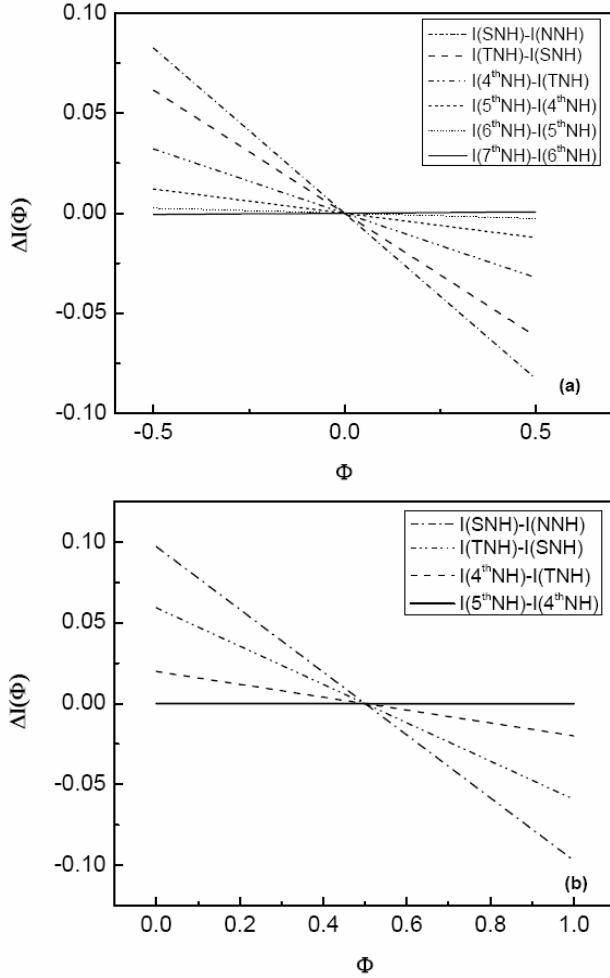 I(SNH)-I(NNH)
I(TNH)-I(SNH)
I(4thNH)-I(TNH)
I(5thNH)-I(4thNH)
I(6thNH)-I(5thNH)
I(7thNH)-I(6thNH)
0.10
0.05
0.00
-0.05
-0.10
ΔI(Φ)
(a)
-0.5 0.0 0.5
Φ
I(SNH)-I(NNH)
I(TNH)-I(SNH)
I(4thNH)-I(TNH)
I(5thNH)-I(4thNH)
0.10
0.05
0.00
-0.05
-0.10
ΔI(Φ)
(b)
0.0 0.2 0.4 0.6 0.8 1.0
Φ